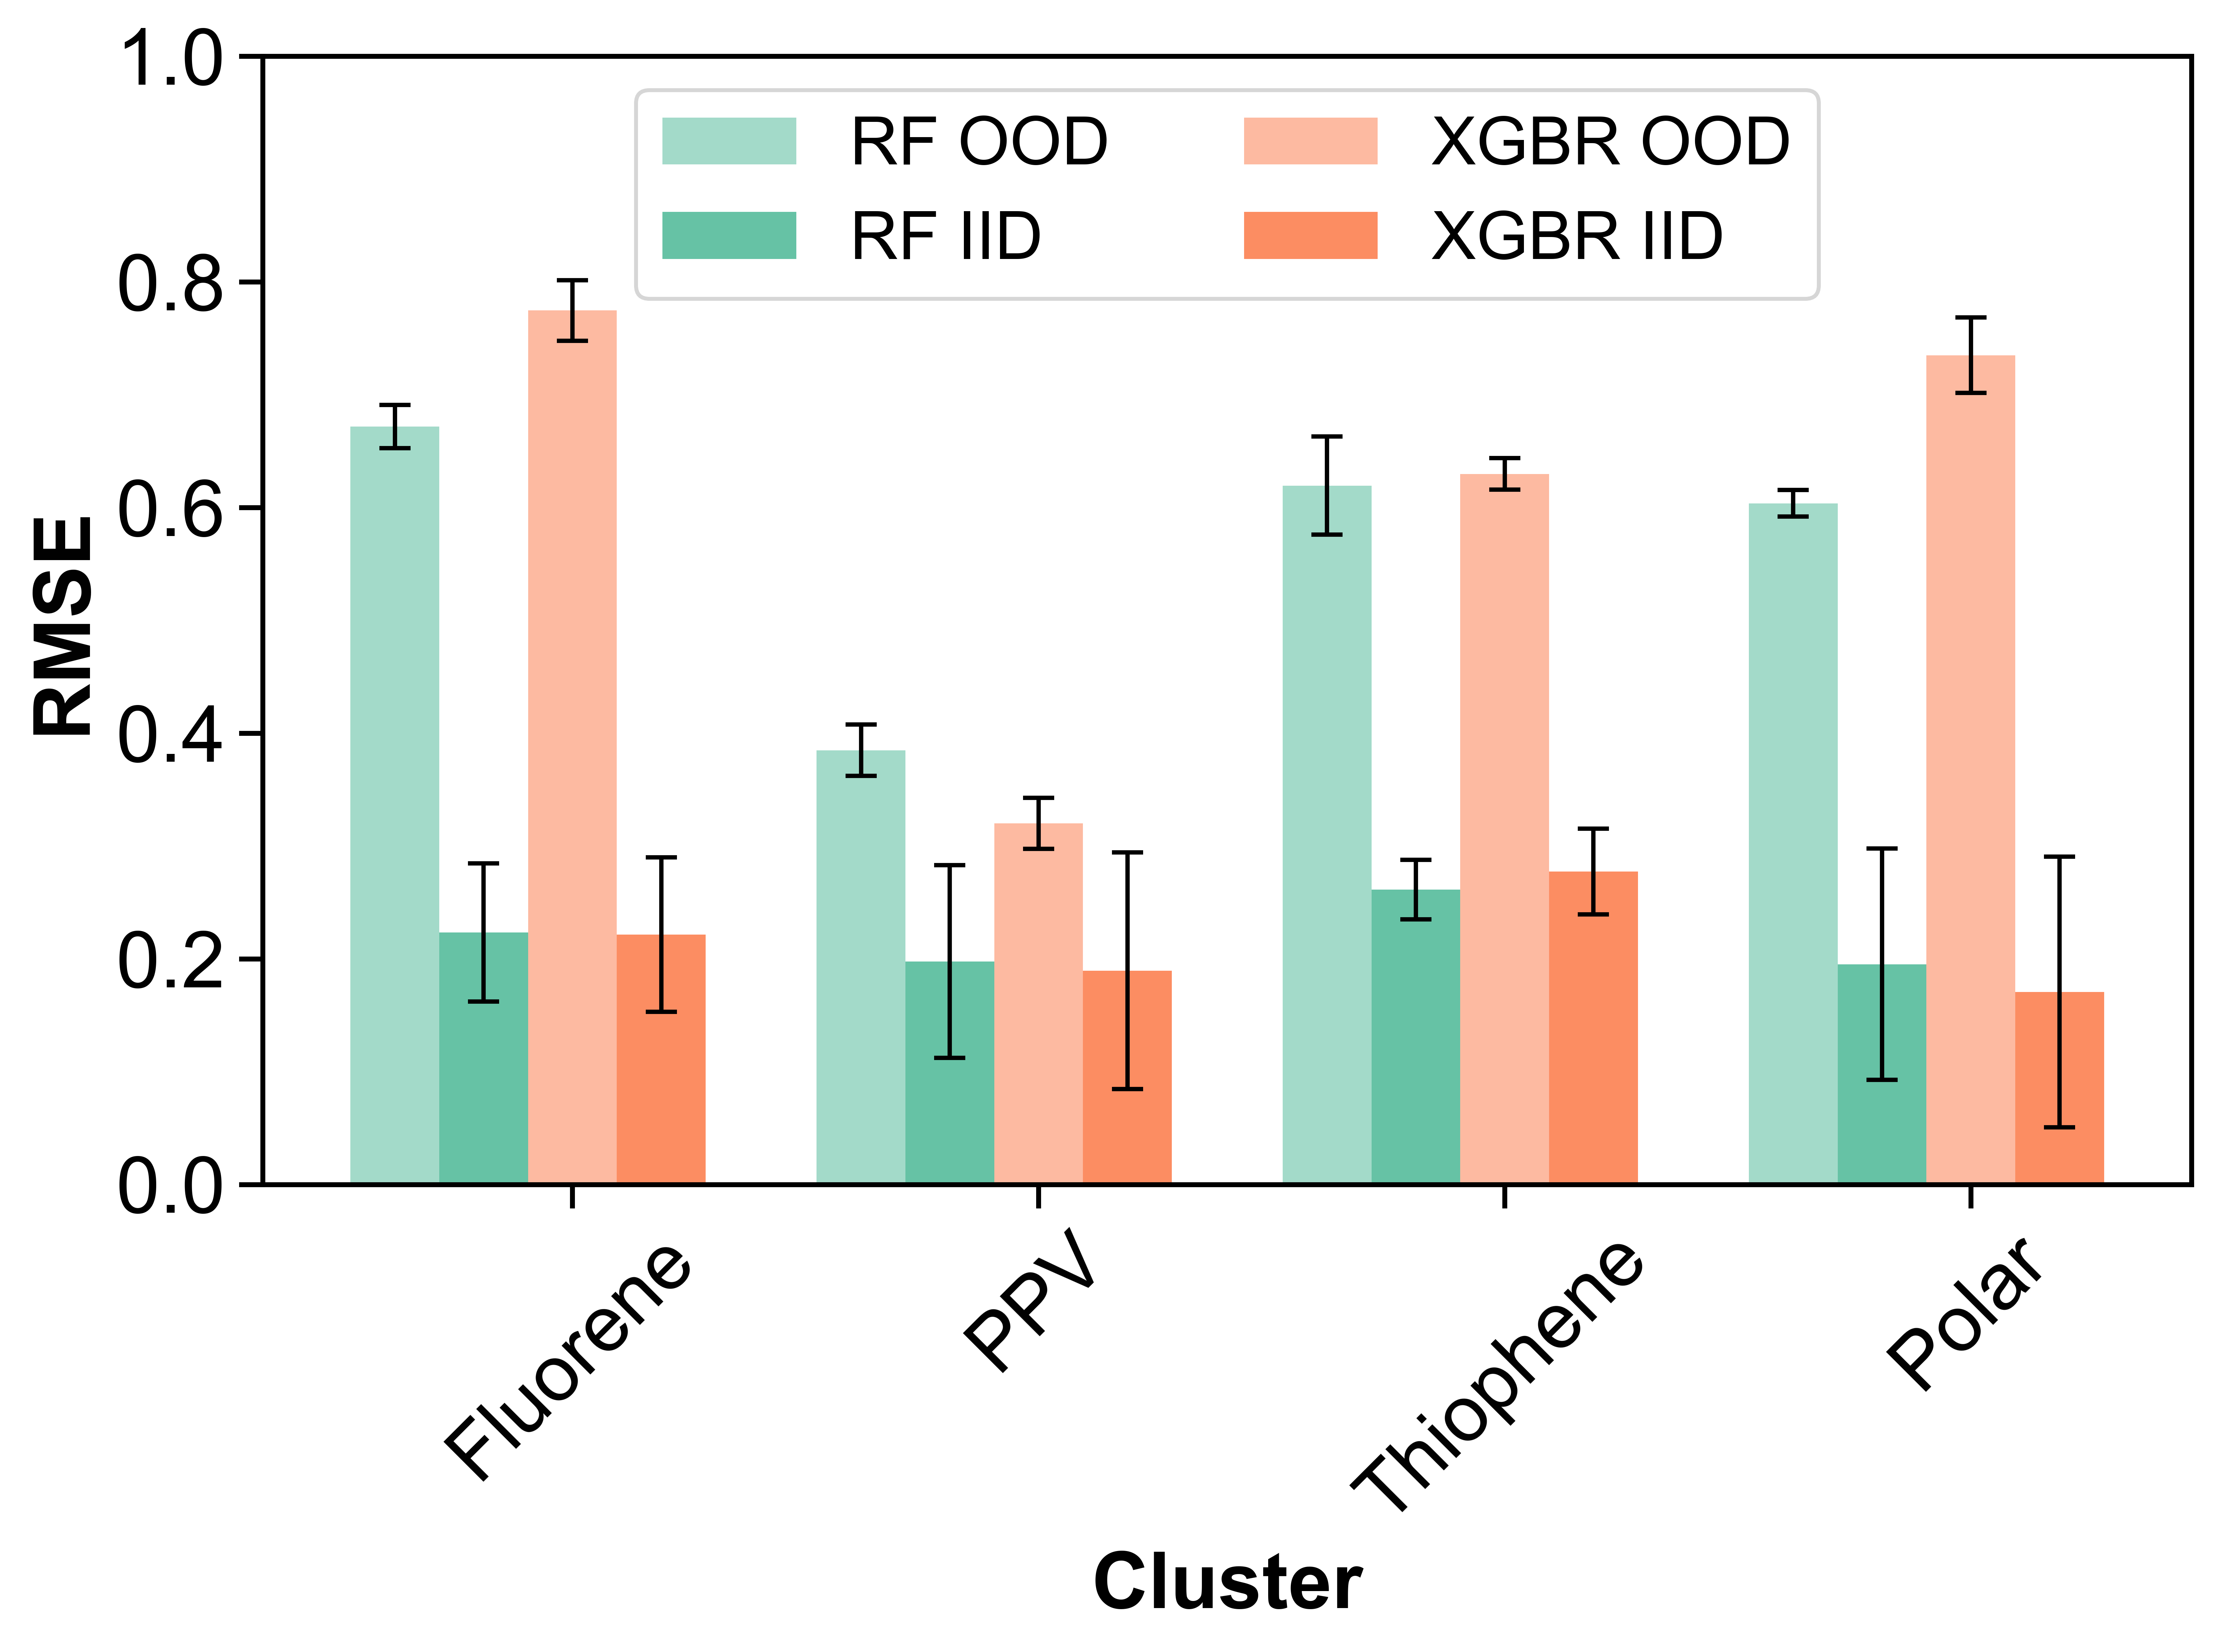 1.0
0.8
0.6
0.4
0.2
0.0
RMSE
RF OOD
RF IID
XGBR OOD
XGBR IID
Fluorene
PPV
Thiophene
Polar
Cluster